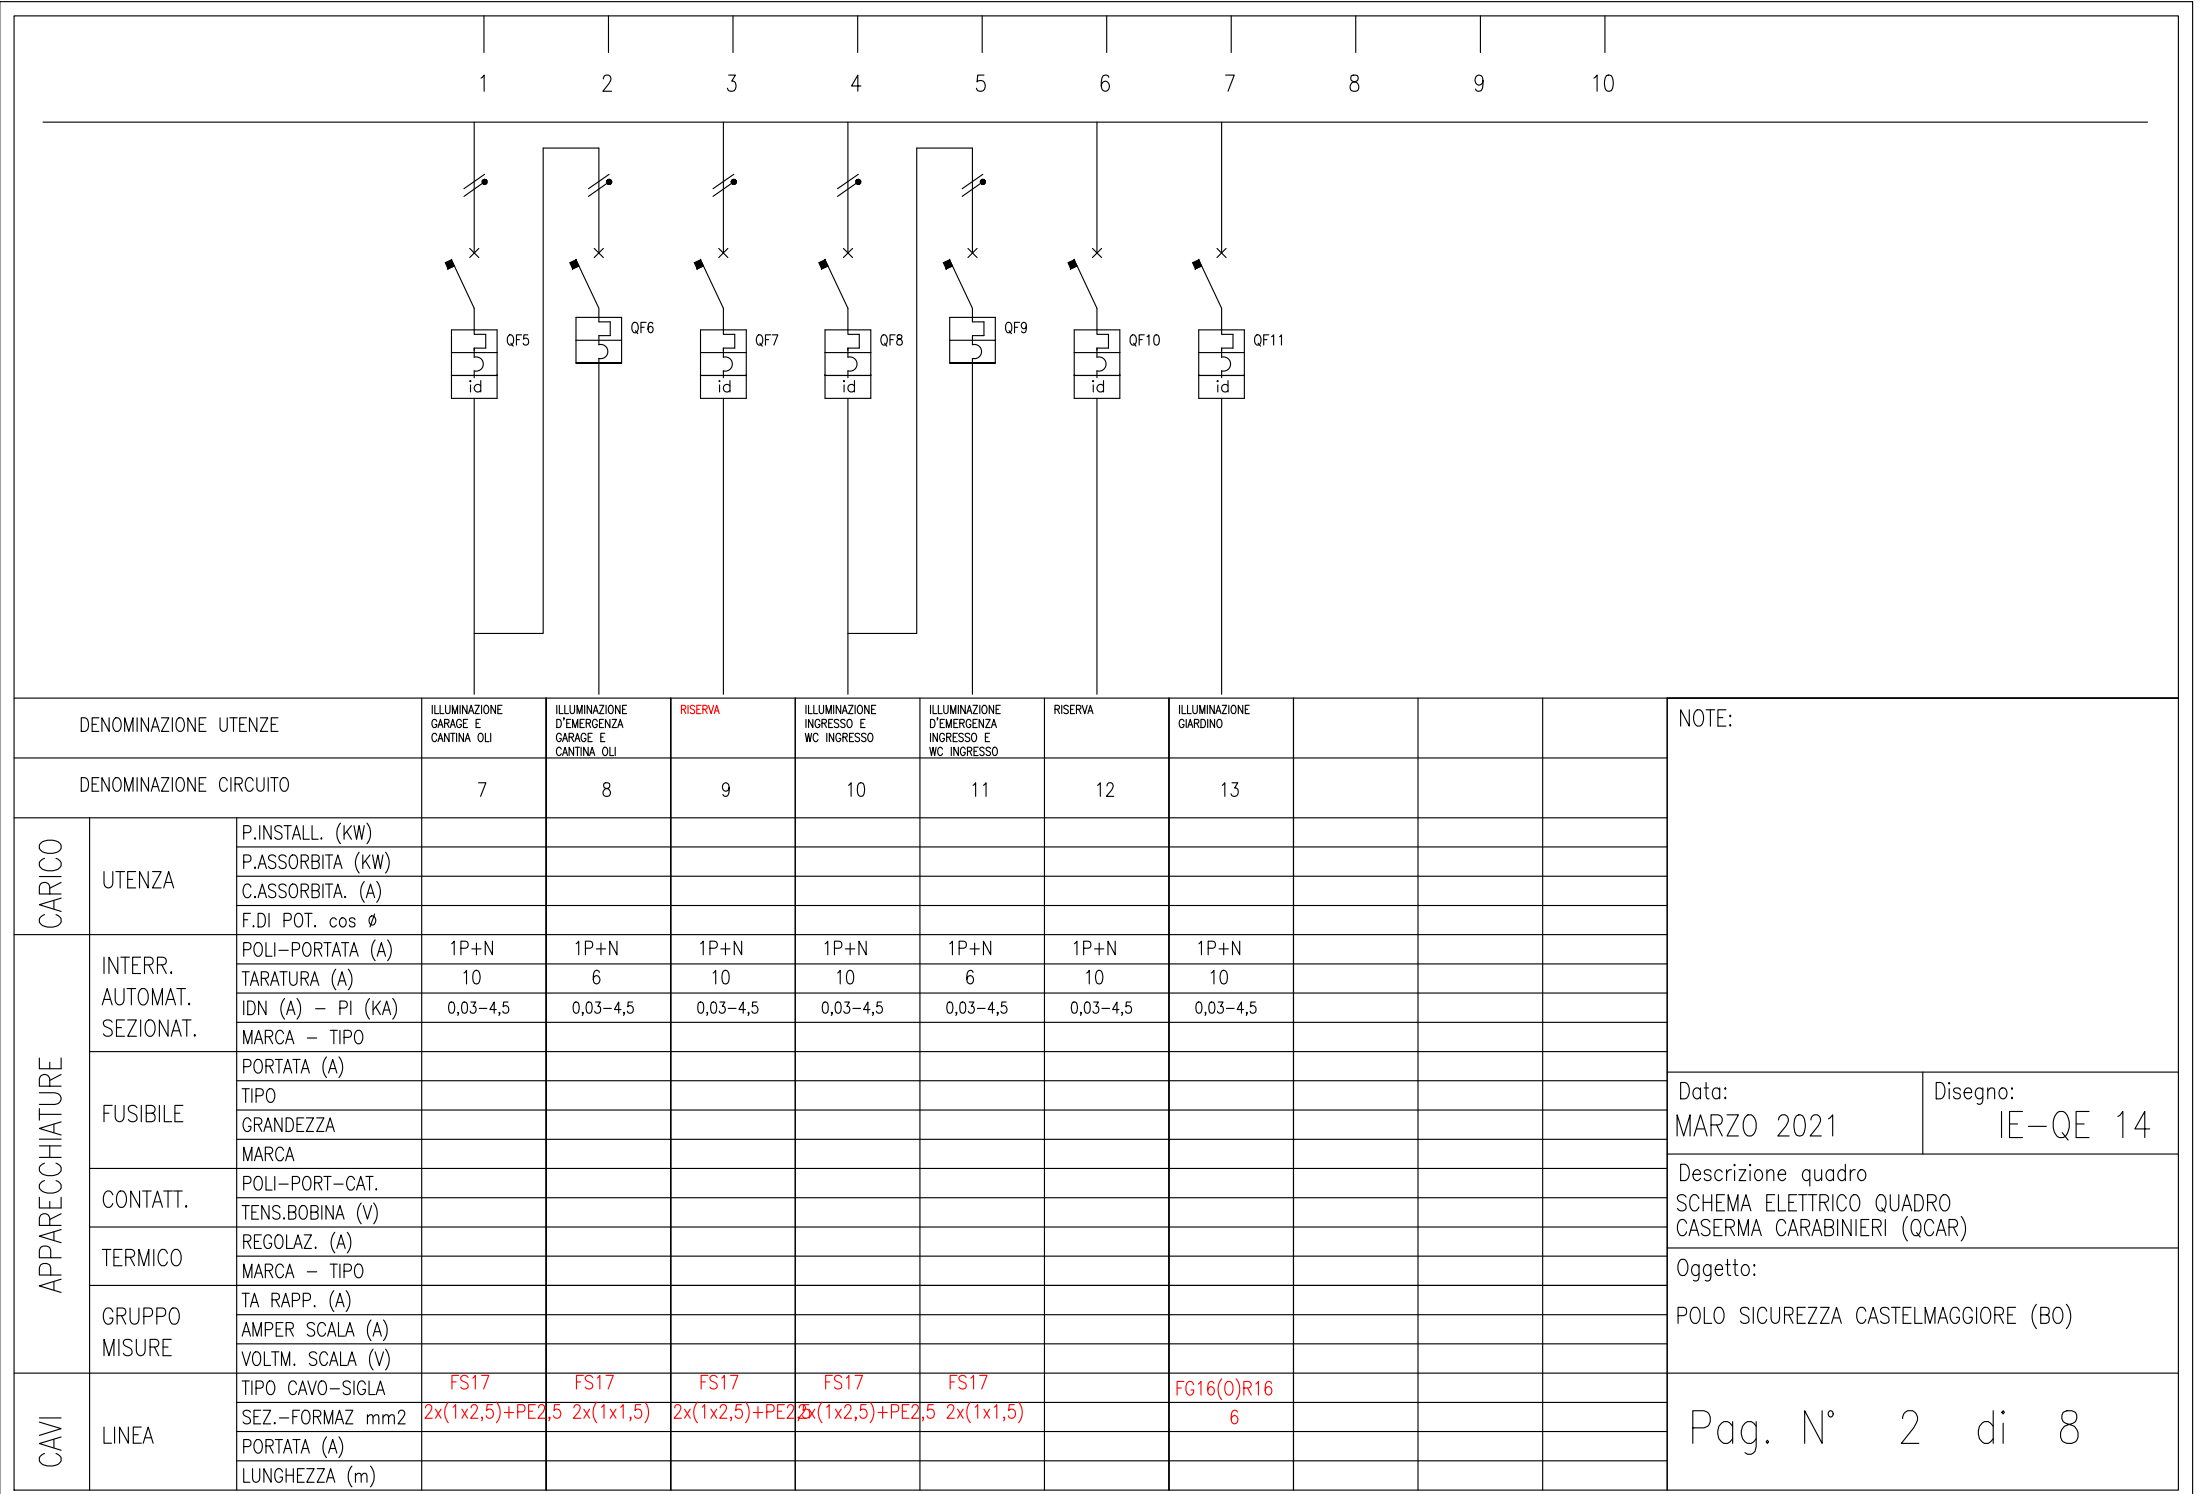 1 2 3 4 5 6 7 8 9 10
QF5 QF6 QF7 QF8 QF9 QF10 QF11
id id id id id
DENOMINAZIONE UTENZE
ILLUMINAZIONE
GARAGE E
CANTINA OLI
ILLUMINAZIONE
D'EMERGENZA
GARAGE E
CANTINA OLI
RISERVA
ILLUMINAZIONE
INGRESSO E
WC INGRESSO
ILLUMINAZIONE
D'EMERGENZA
INGRESSO E
WC INGRESSO
RISERVA
ILLUMINAZIONE
GIARDINO
DENOMINAZIONE CIRCUITO 7 8 9 10 11 12 13
CARICO
UTENZA
P.INSTALL. (KW)
P.ASSORBITA (KW)
C.ASSORBITA. (A)
F.DI POT. cos ø
APPARECCHIATURE
INTERR.
AUTOMAT.
SEZIONAT.
POLI-PORTATA (A) 1P+N 1P+N 1P+N 1P+N 1P+N 1P+N 1P+N
TARATURA (A) 10 6 10 10 6 10 10
IDN (A) - PI (KA) 0,03-4,5 0,03-4,5 0,03-4,5 0,03-4,5 0,03-4,5 0,03-4,5 0,03-4,5
MARCA - TIPO
FUSIBILE
PORTATA (A)
TIPO
GRANDEZZA
MARCA
CONTATT.
POLI-PORT-CAT.
TENS.BOBINA (V)
TERMICO
REGOLAZ. (A)
MARCA - TIPO
GRUPPO
MISURE
TA RAPP. (A)
AMPER SCALA (A)
VOLTM. SCALA (V)
CAVI
LINEA
TIPO CAVO-SIGLA FS17 FS17 FS17 FS17 FS17 FG16(O)R16
SEZ.-FORMAZ mm2 2x(1x2,5)+PE2,5 2x(1x1,5) 2x(1x2,5)+PE2,5 2x(1x2,5)+PE2,5 2x(1x1,5) 6
PORTATA (A)
LUNGHEZZA (m)
NOTE:
Data:
MARZO 2021
Disegno:
IE-QE 14
Descrizione quadro
SCHEMA ELETTRICO QUADRO
CASERMA CARABINIERI (QCAR)
Oggetto:
POLO SICUREZZA CASTELMAGGIORE (BO)
Pag. N° 2 di 8